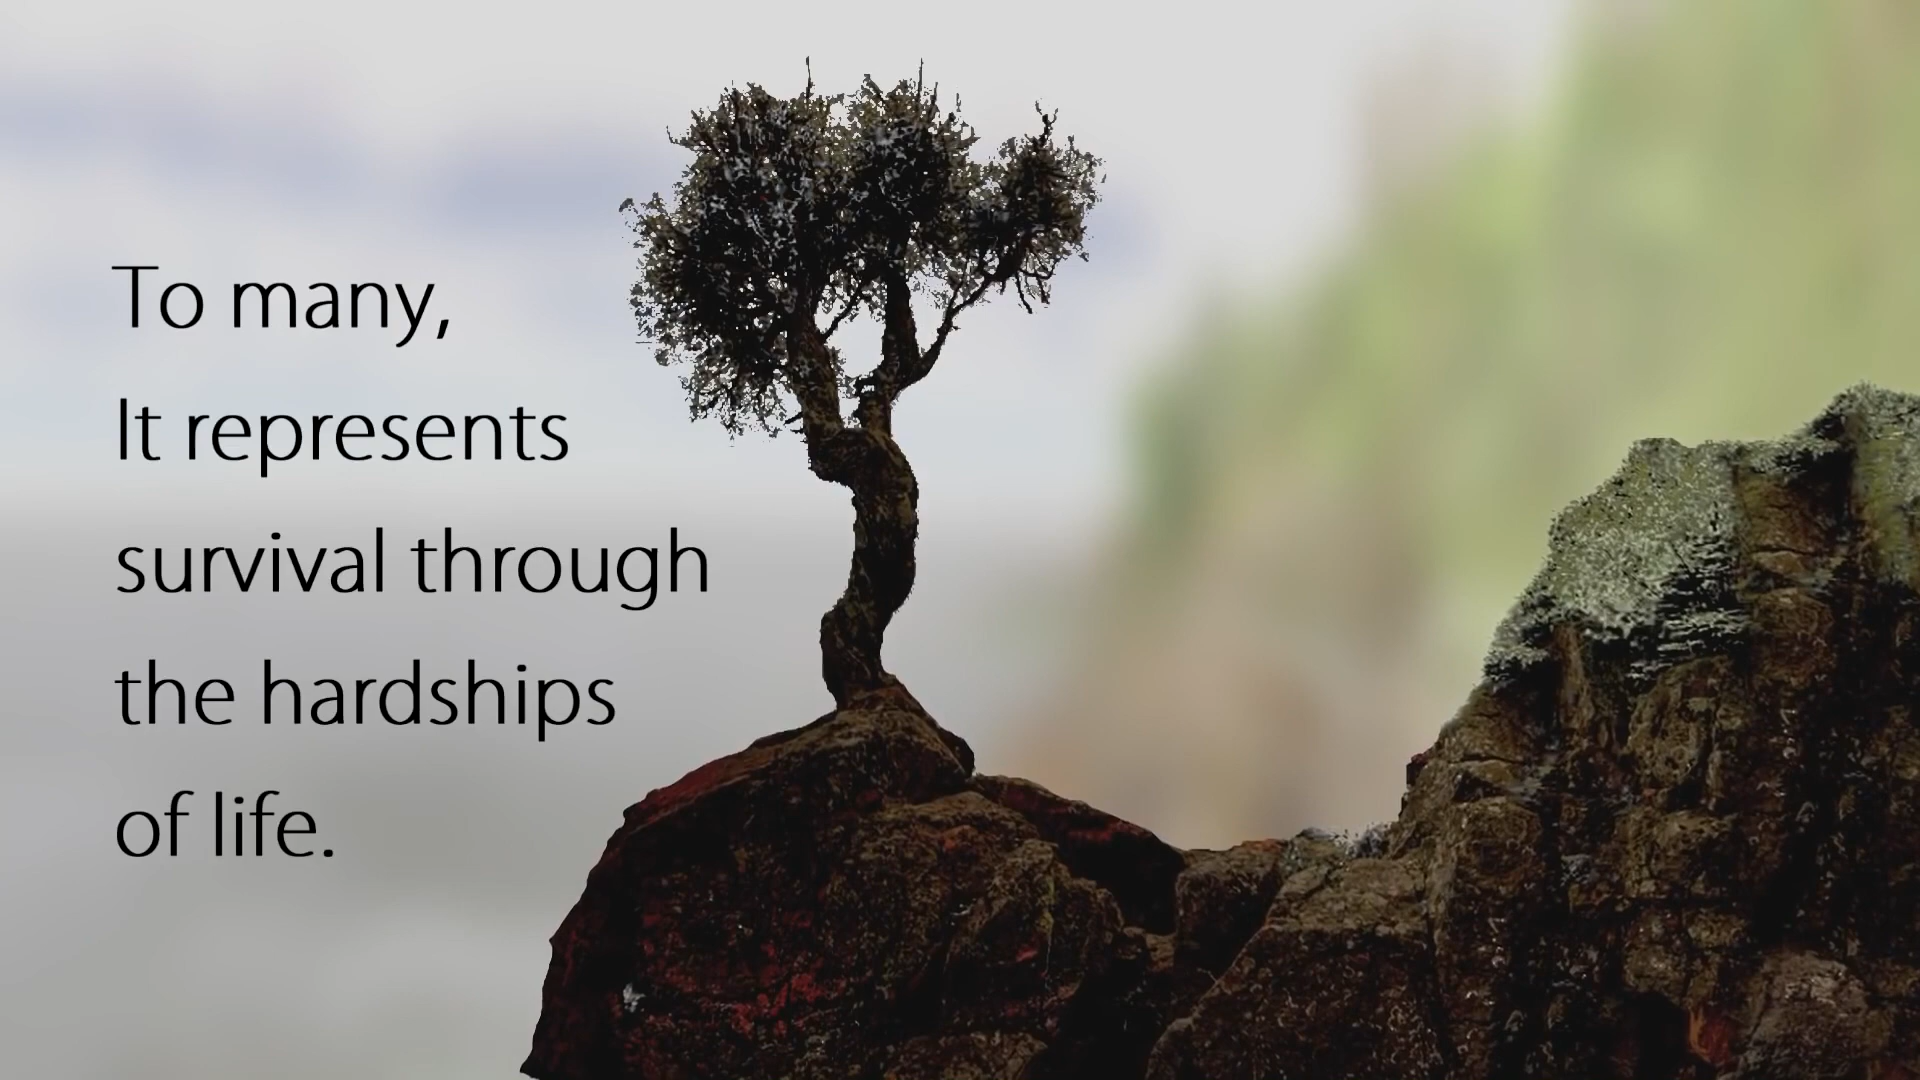 To many,
It represents
survival through
the hardships
of life.